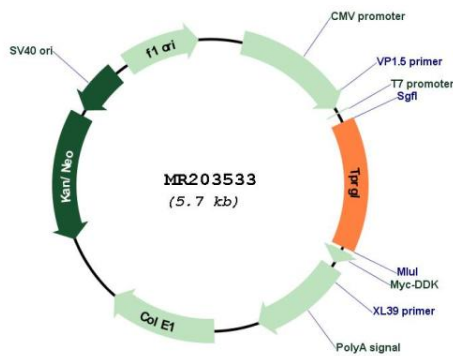 CMV promoter
VP1.5 primer
T7 promoter
SgfI
Tprgl
MluI
Myc-DDK
XL39 primer
PolyA signal
Col E1
Kan/Neo
SV40 ori
f1 ori
MR203533
(5.7 kb)